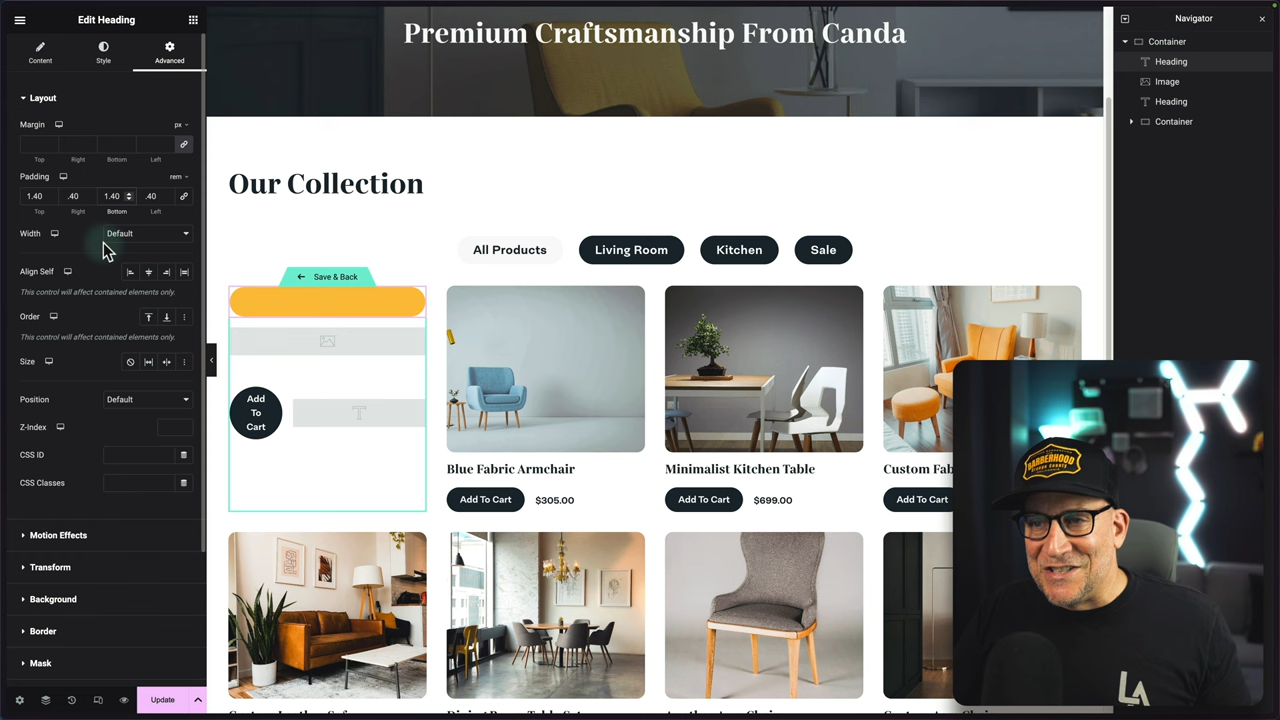 Edit Heading
Content
Style
Advanced
Layout
Margin
px
Top
Right
Bottom
Left
Padding
rem
1.40
.40
1.40
.40
Top
Right
Bottom
Left
Width
Default
Align Self
This control will affect contained elements only.
Order
This control will affect contained elements only.
Size
Position
Default
Z-Index
CSS ID
CSS Classes
Motion Effects
Transform
Background
Border
Mask
Update
Premium Craftsmanship From Canda
Our Collection
All Products
Living Room
Kitchen
Sale
Save & Back
Add
To
Cart
Blue Fabric Armchair
Add To Cart
$305.00
Minimalist Kitchen Table
Add To Cart
$699.00
Custom Fab
Add To Cart
Navigator
Container
Heading
Image
Heading
Container
BARBERHOOD
LA